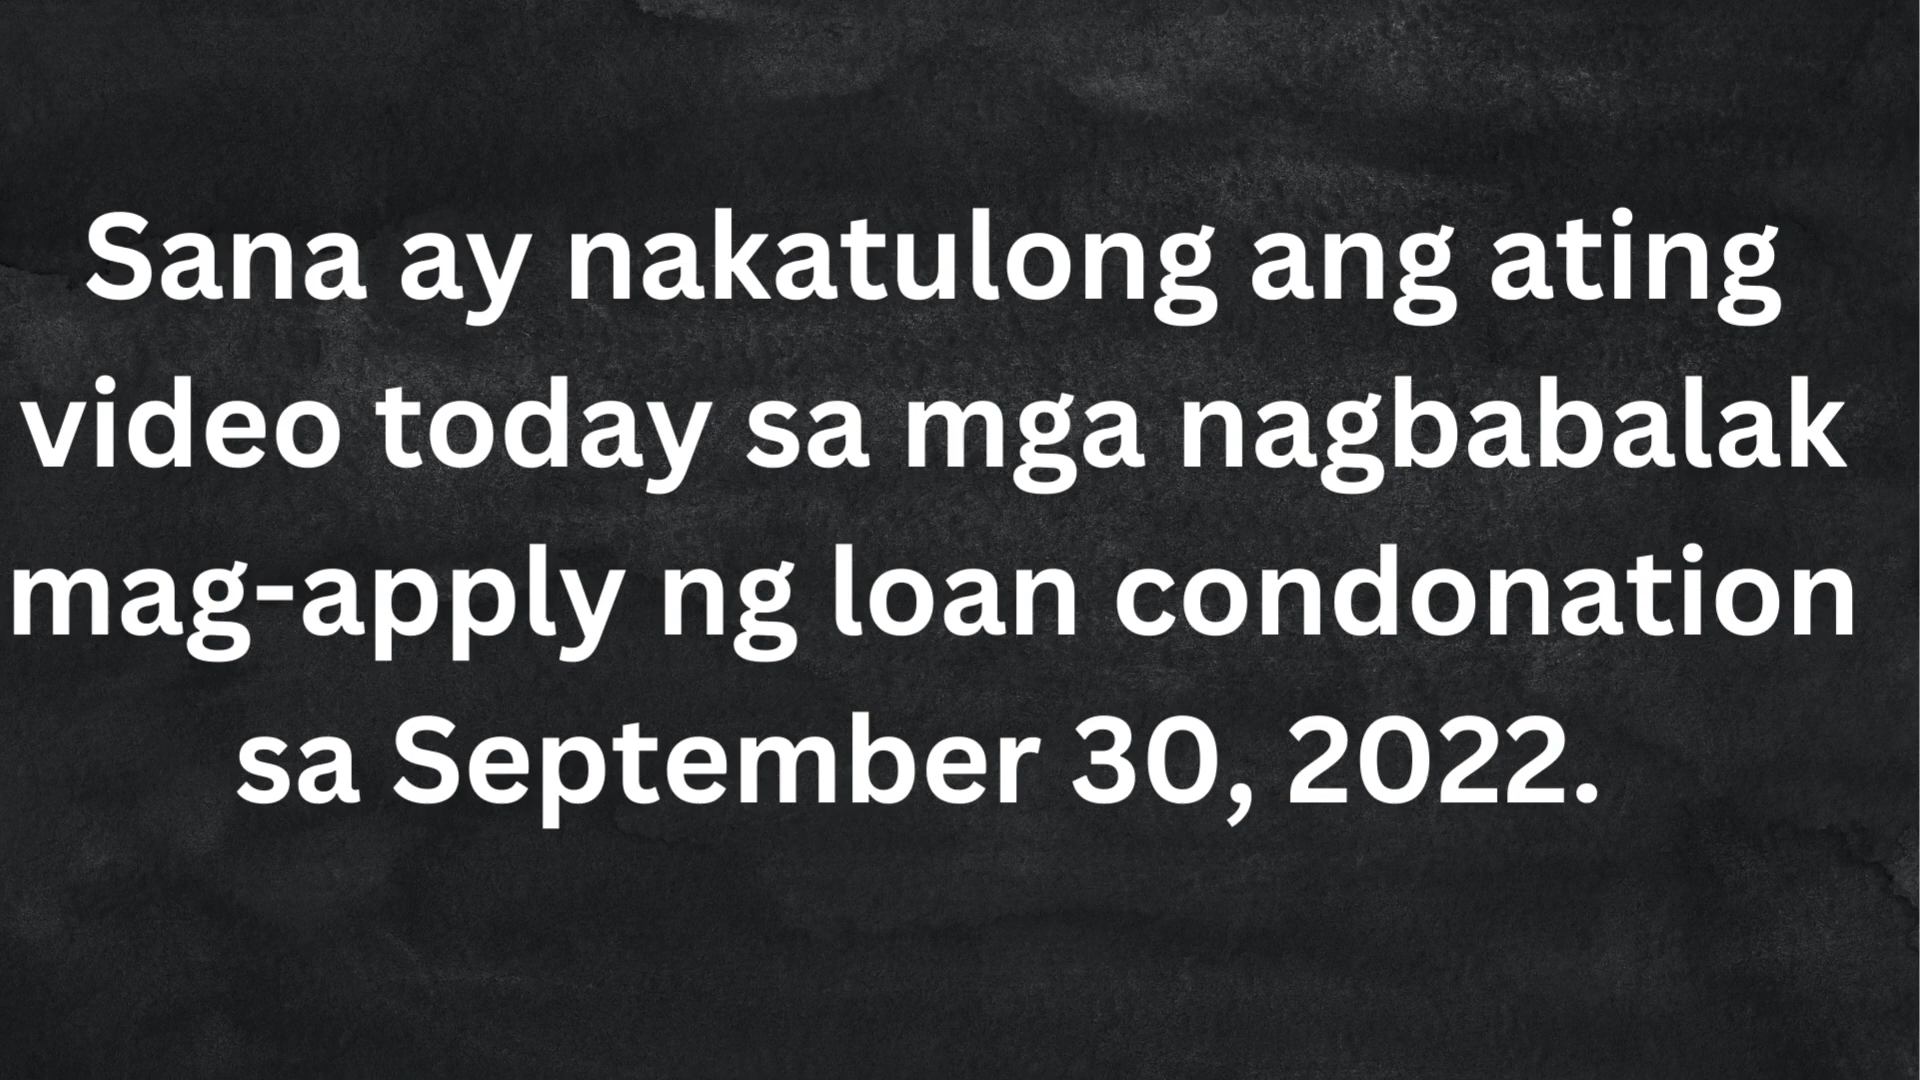 Sana ay nakatulong ang ating
video today sa mga nagbabalak
mag-apply ng loan condonation
sa September 30, 2022.